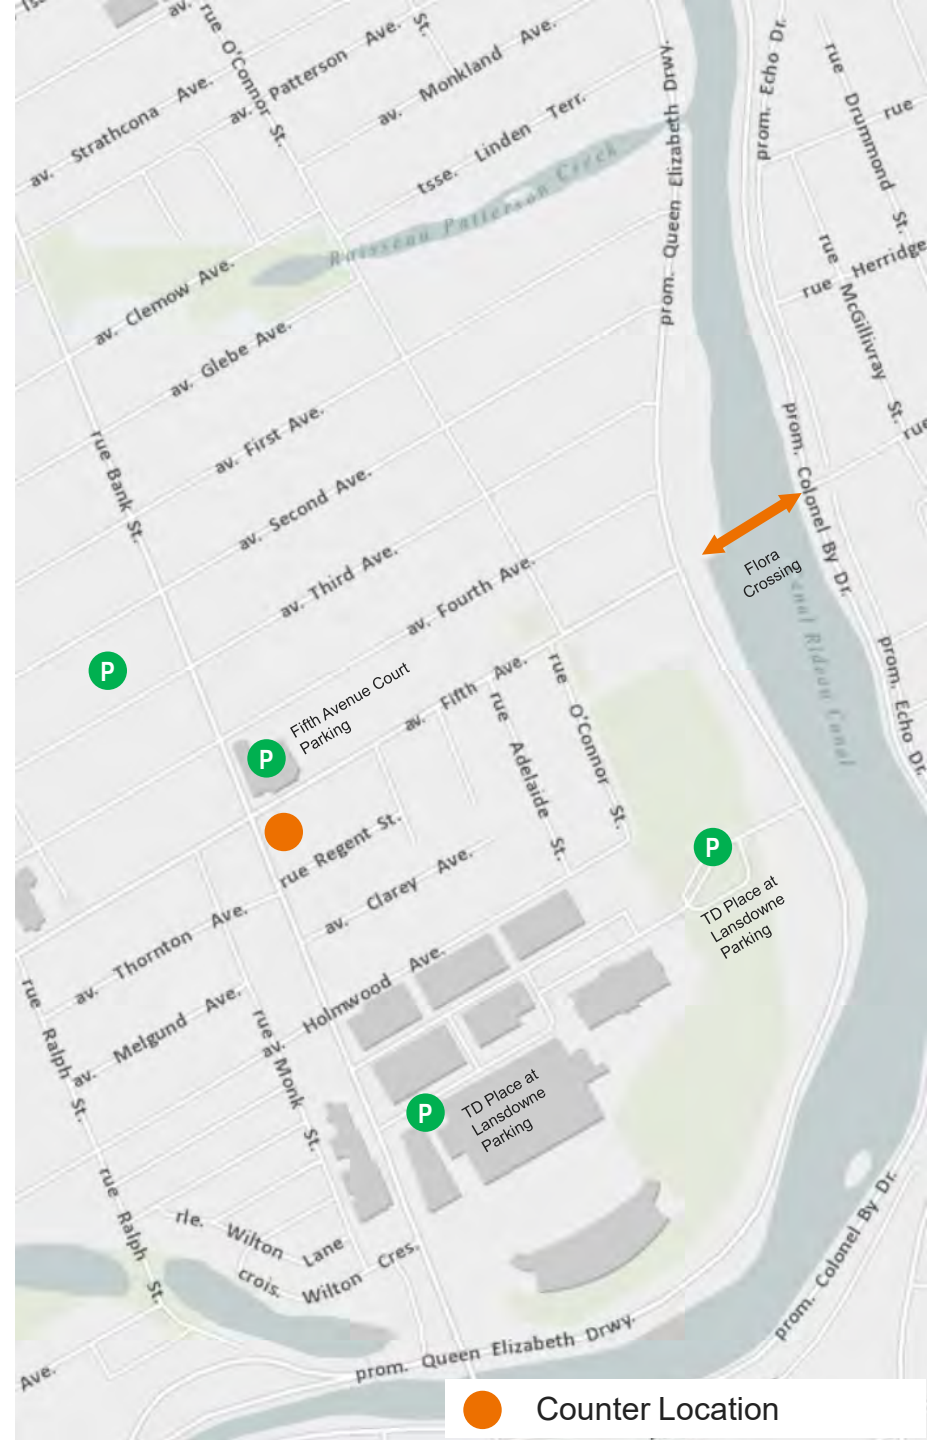 av.
rue O'Connor St.
St.
av. Strathcona Ave.
av. Patterson Ave.
av. Monkland Ave.
tsse. Linden Terr.
Ruisseau Patterson Creek
prom. Queen Elizabeth Drwy.
prom. Echo Dr.
rue Drummond St.
rue
rue McGillivray St.
rue Herridge
rue
av. Clemow Ave.
av. Glebe Ave.
av. First Ave.
av. Second Ave.
av. Third Ave.
av. Fourth Ave.
av. Fifth Ave.
rue Bank St.
prom. Colonel By Dr.
Flora
Crossing
Canal Rideau Canal
prom. Echo Dr.
P
Fifth Avenue Court
Parking
P
rue Adelaide St.
rue O'Connor St.
rue Regent St.
av. Clarey Ave.
av. Holmwood Ave.
av. Thornton Ave.
av. Melgund Ave.
rue Ralph St.
rue Monk St.
P
TD Place at
Lansdowne
Parking
P
TD Place at
Lansdowne
Parking
rue Ralph St.
rle. Wilton Lane
crois. Wilton Cres.
prom. Queen Elizabeth Drwy.
prom. Colonel By Dr.
Ave.
Counter Location